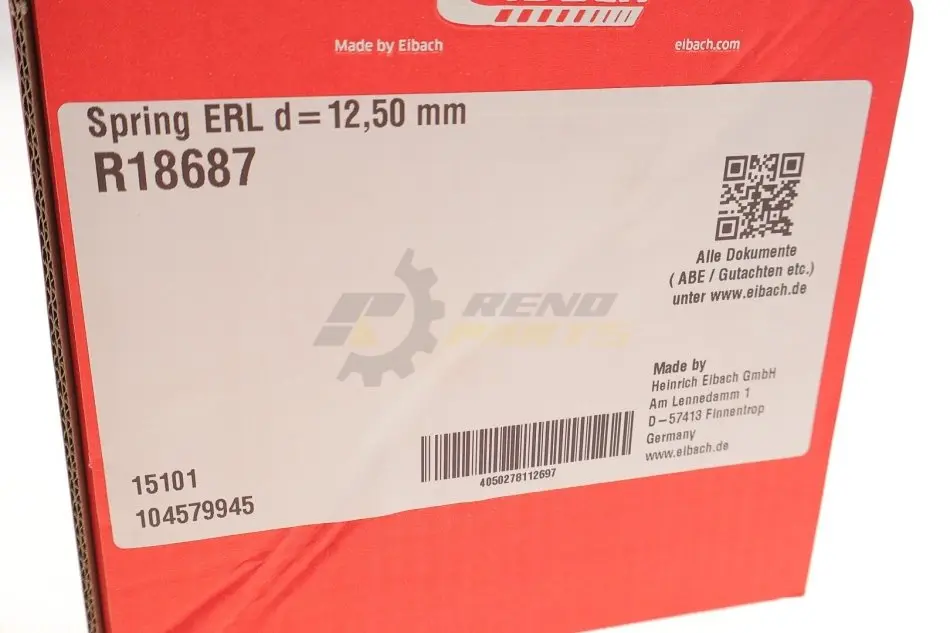 Made by Eibach
eibach.com
Spring ERL d=12,50 mm
R18687
Alle Dokumente
( ABE / Gutachten etc.)
unter www.eibach.de
RENO
PARTS
Made by
Heinrich Eibach GmbH
Am Lennedamm 1
D-57413 Finnentrop
Germany
www.eibach.de
4050278112697
15101
104579945